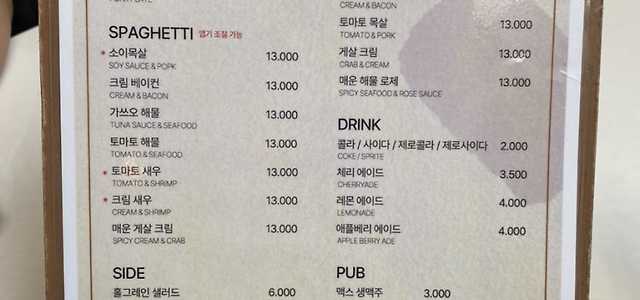 SPAGHETTI 맵기 조절 가능
* 소이목살 13.000
SOY SAUCE & POPK
크림 베이컨 13.000
CREAM & BACON
가쓰오 해물 13.000
TUNA SAUCE & SEAFOOD
토마토 해물 13.000
TOMATO & SEAFOOD
* 토마토 새우 13.000
TOMATO & SHRIMP
* 크림 새우 13.000
CREAM & SHRIMP
매운 게살 크림 13.000
SPICY CREAM & CRAB
SIDE
홀그레인 샐러드 6.000
CREAM & BACON
토마토 목살 13.000
TOMATO & PORK
게살 크림 13.000
CRAB & CREAM
매운 해물 로제 13.000
SPICY SEAFOOD & ROSE SAUCE
DRINK
콜라 / 사이다 / 제로콜라 / 제로사이다 2.000
COKE / SPRITE
체리 에이드 3.500
CHERRYADE
레몬 에이드 4.000
LEMONADE
애플베리 에이드 4.000
APPLE BERRY ADE
PUB
맥스 생맥주 3.000